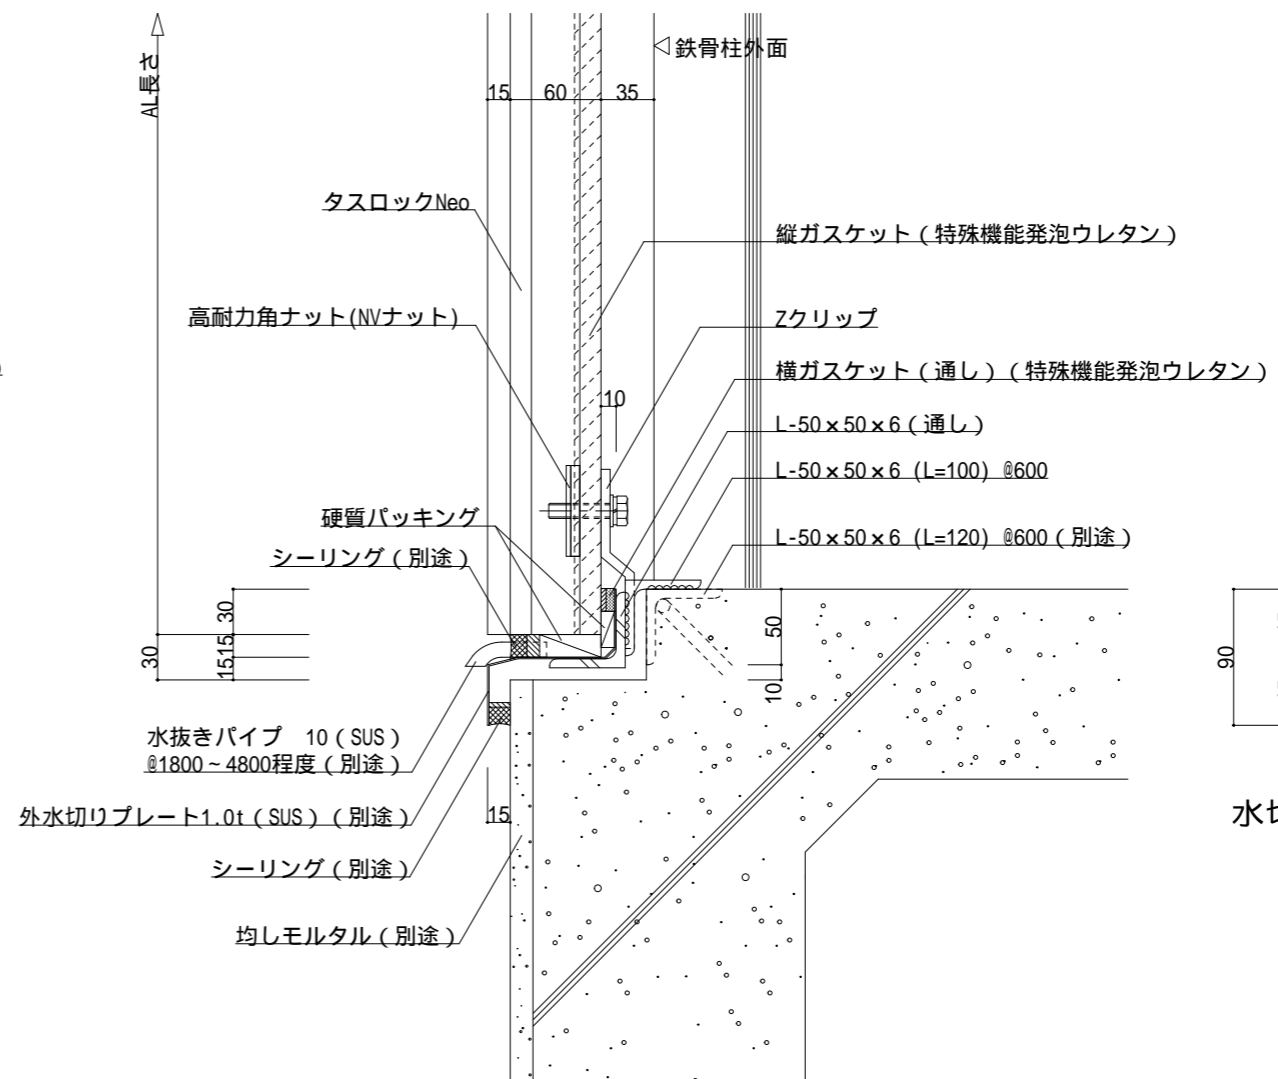 鉄骨柱外面
AL長さ
15
60
35
タスロックNeo
縦ガスケット（特殊機能発泡ウレタン）
高耐力角ナット(NVナット)
Zクリップ
横ガスケット（通し）（特殊機能発泡ウレタン）
10
L-50×50×6（通し）
L-50×50×6 (L=100) @600
硬質パッキング
L-50×50×6 (L=120) @600（別途）
シーリング（別途）
30
15
15
30
50
10
90
水抜きパイプ 10（SUS）
@1800～4800程度（別途）
外水切りプレート1.0t（SUS）（別途）
15
水切
シーリング（別途）
均しモルタル（別途）